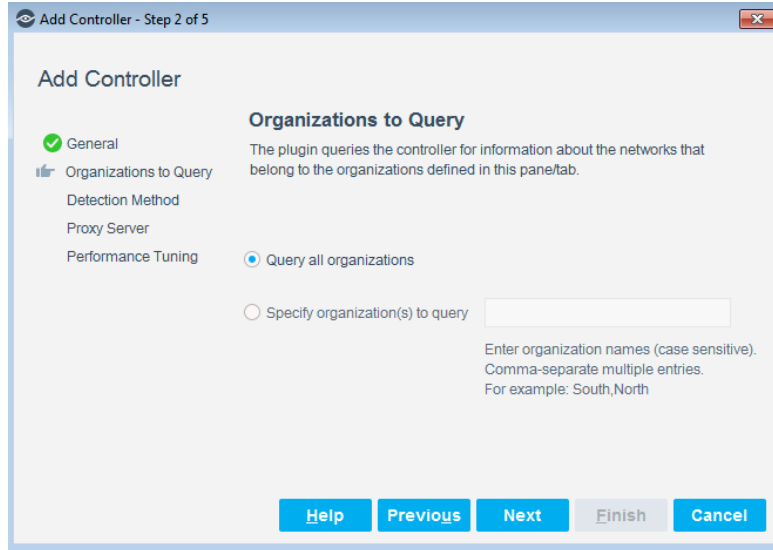 Add Controller - Step 2 of 5
Add Controller
General
Organizations to Query
Detection Method
Proxy Server
Performance Tuning
Organizations to Query
The plugin queries the controller for information about the networks that
belong to the organizations defined in this pane/tab.
Query all organizations
Specify organization(s) to query
Enter organization names (case sensitive).
Comma-separate multiple entries.
For example: South,North
Help Previous Next Finish Cancel